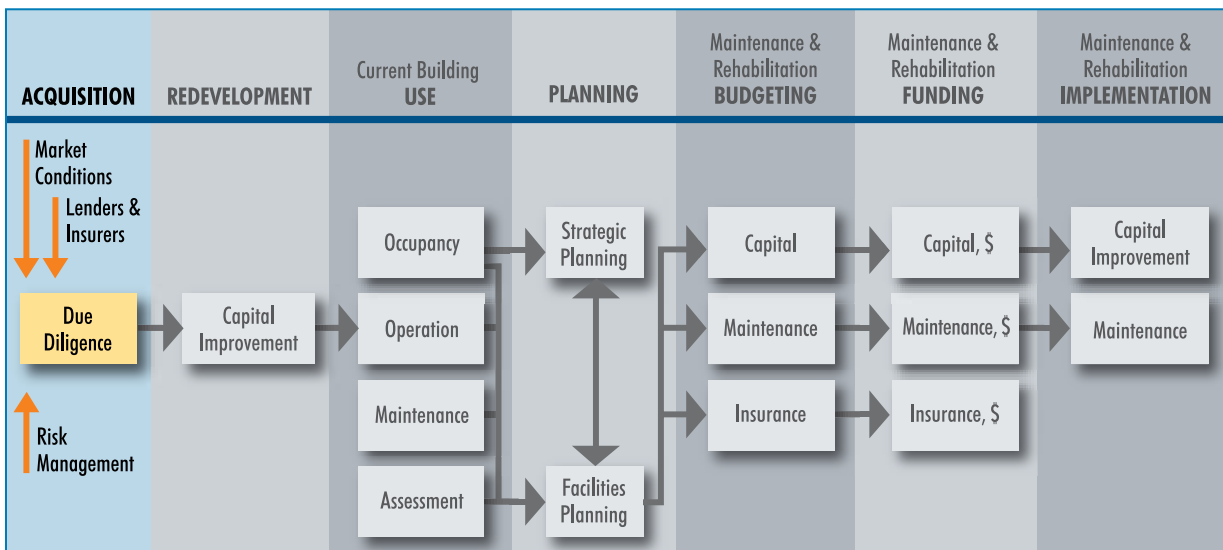 ACQUISITION
REDEVELOPMENT
Current Building
USE
PLANNING
Maintenance &
Rehabilitation
BUDGETING
Maintenance &
Rehabilitation
FUNDING
Maintenance &
Rehabilitation
IMPLEMENTATION
Market
Conditions
Lenders &
Insurers
Due
Diligence
Risk
Management
Capital
Improvement
Occupancy
Operation
Maintenance
Assessment
Strategic
Planning
Facilities
Planning
Capital
Maintenance
Insurance
Capital, $
Maintenance, $
Insurance, $
Capital
Improvement
Maintenance